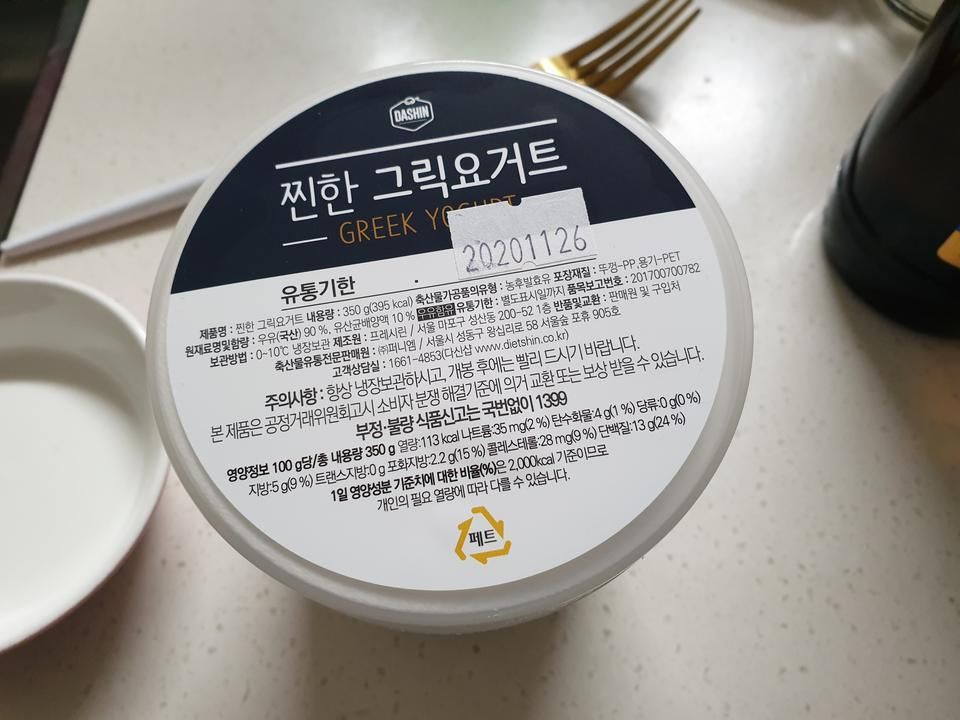 DASHIN
찐한 그릭요거트
GREEK YOGURT
20201126
유통기한
제품명 : 찐한 그릭요거트 내용량 : 350 g(395 kcal) 축산물가공품의유형 : 농후발효유 포장재질 : 뚜껑-PP,용기-PET
원재료명및함량 : 우유(국산) 90 %, 유산균배양액 10 % 우유함유 유통기한 : 별도표시일까지 품목보고번호 : 201700700782
보관방법 : 0-10℃ 냉장보관 제조원 : 프레시린 / 서울 마포구 성산동 200-52 1층 반품및교환 : 판매원 및 구입처
축산물유통전문판매원 : ㈜퍼니엠 / 서울시 성동구 왕십리로 58 서울숲 포휴 905호
고객상담실 : 1661-4853(다신샵 www.dietshin.co.kr)
주의사항 : 항상 냉장보관하시고, 개봉 후에는 빨리 드시기 바랍니다.
본 제품은 공정거래위원회고시 소비자 분쟁 해결기준에 의거 교환 또는 보상 받을 수 있습니다.
부정·불량 식품신고는 국번없이 1399
영양정보 100 g당/총 내용량 350 g 열량:113 kcal 나트륨:35 mg(2 %) 탄수화물:4 g(1 %) 당류:0 g(0 %)
지방:5 g(9 %) 트랜스지방:0 g 포화지방:2.2 g(15 %) 콜레스테롤:28 mg(9 %) 단백질:13 g(24 %)
1일 영양성분 기준치에 대한 비율(%)은 2,000kcal 기준이므로
개인의 필요 열량에 따라 다를 수 있습니다.
페트